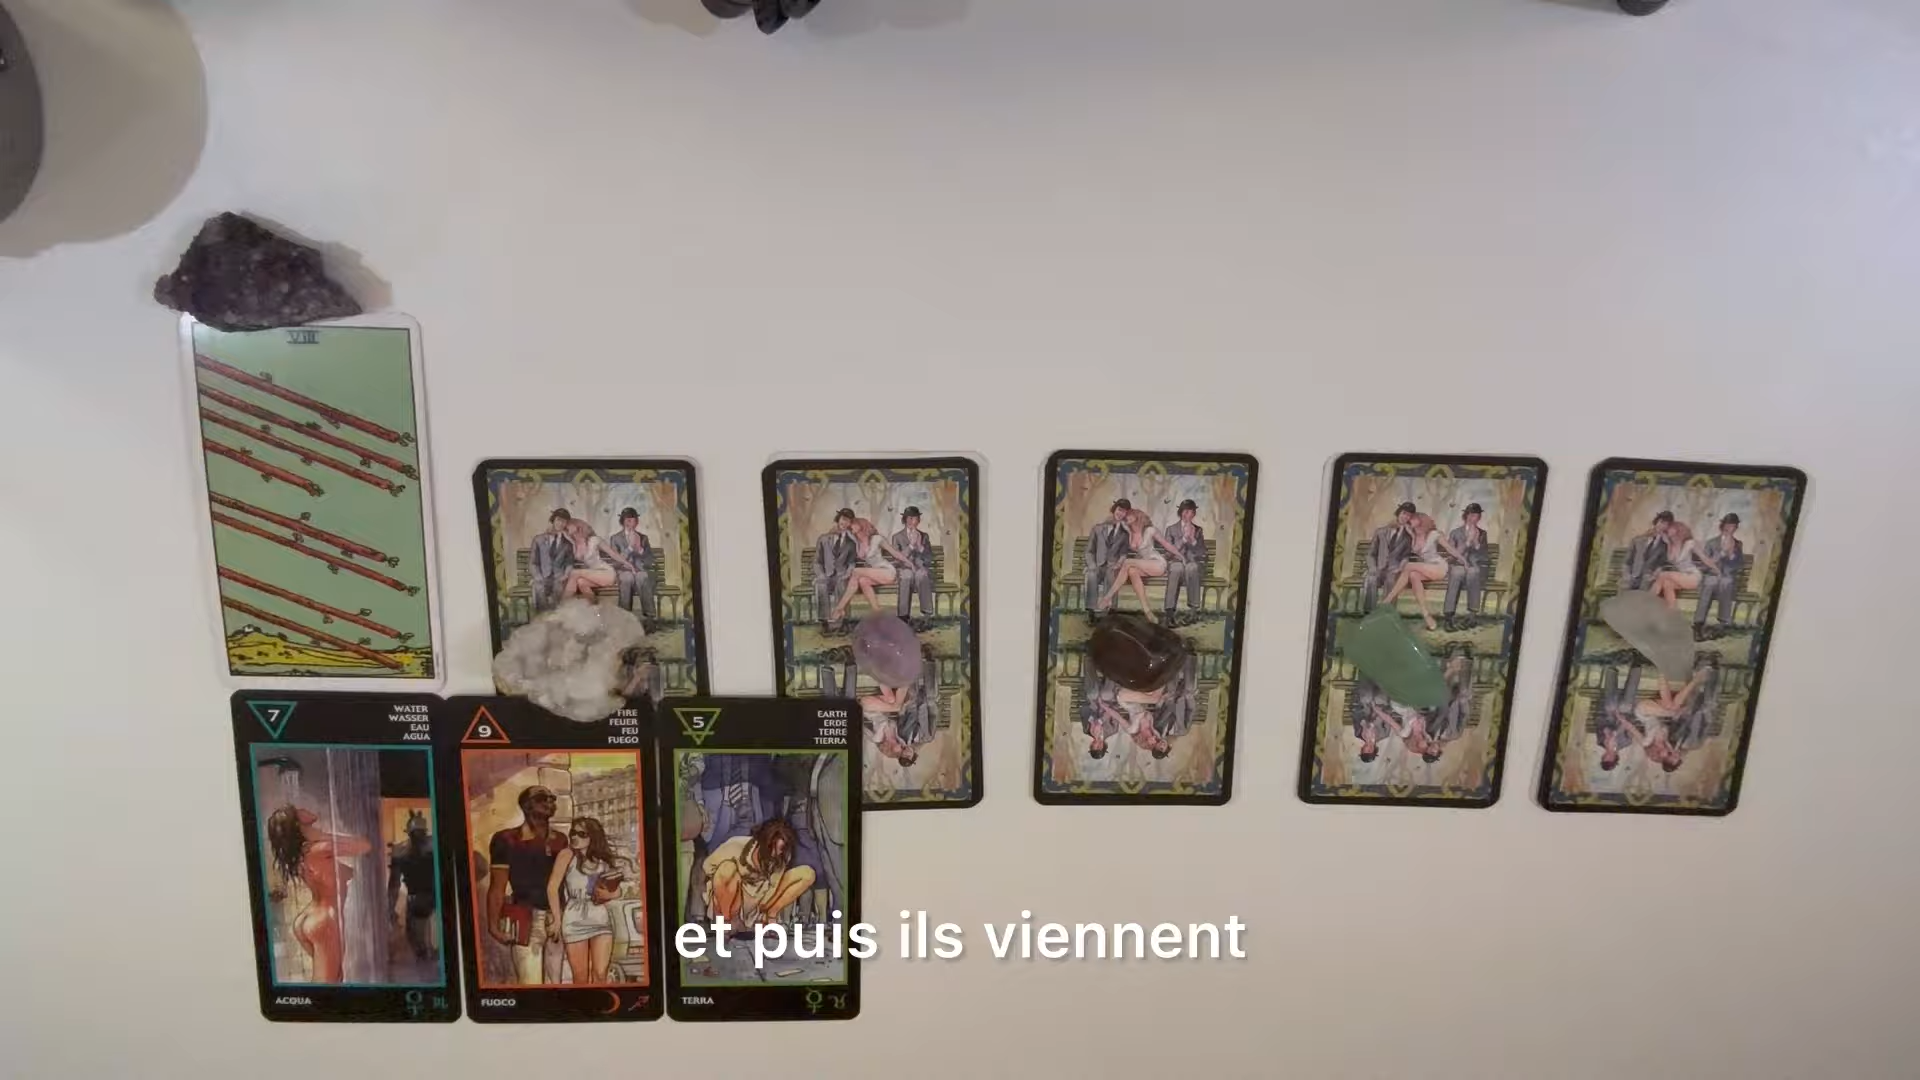 VIII
7
WATER
WASSER
EAU
AGUA
ACQUA
9
FIRE
FEUER
FEU
FUEGO
FUOCO
5
EARTH
ERDE
TERRE
TIERRA
TERRA
et puis ils viennent